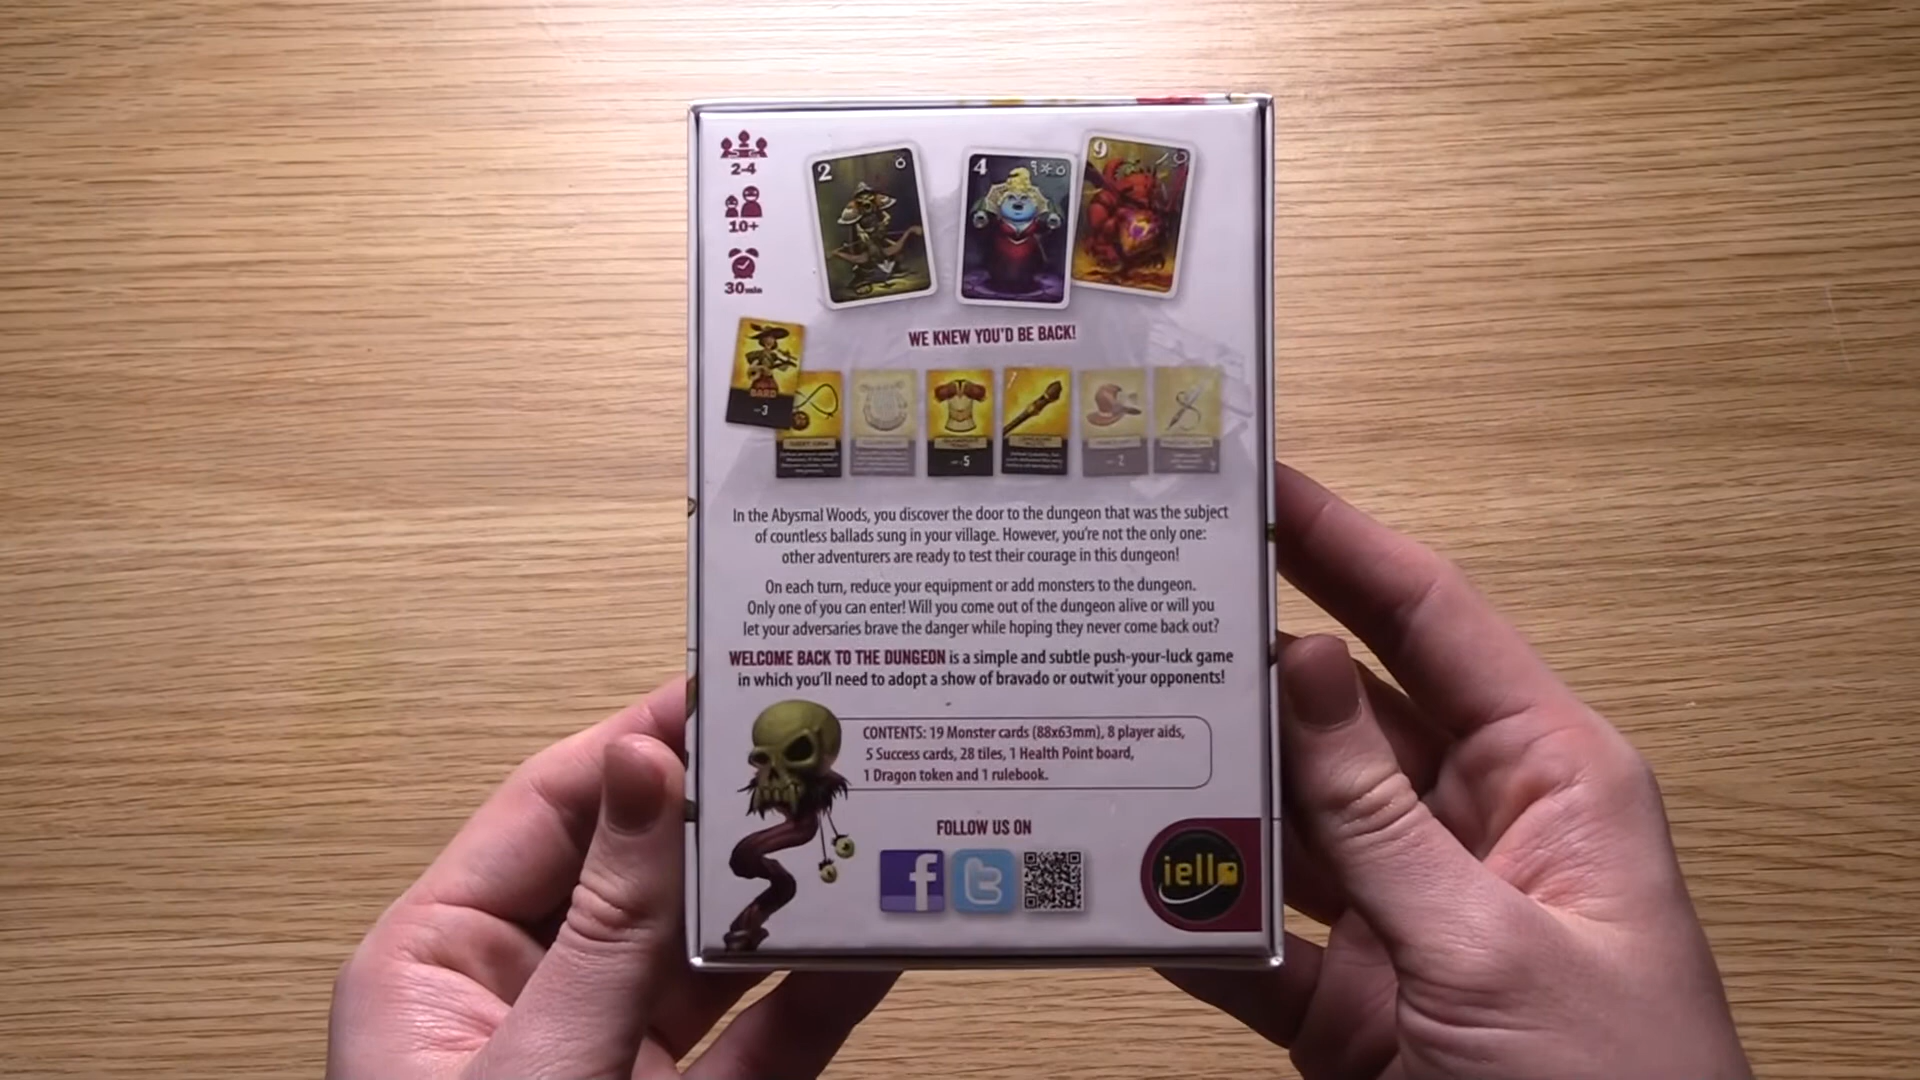 2-4
10+
30min
2
4
9
WE KNEW YOU'D BE BACK!
BARD
3
5
2
In the Abysmal Woods, you discover the door to the dungeon that was the subject
of countless ballads sung in your village. However, you're not the only one:
other adventurers are ready to test their courage in this dungeon!
On each turn, reduce your equipment or add monsters to the dungeon.
Only one of you can enter! Will you come out of the dungeon alive or will you
let your adversaries brave the danger while hoping they never come back out?
WELCOME BACK TO THE DUNGEON is a simple and subtle push-your-luck game
in which you'll need to adopt a show of bravado or outwit your opponents!
CONTENTS: 19 Monster cards (88x63mm), 8 player aids,
5 Success cards, 28 tiles, 1 Health Point board,
1 Dragon token and 1 rulebook.
FOLLOW US ON
f
t
iello